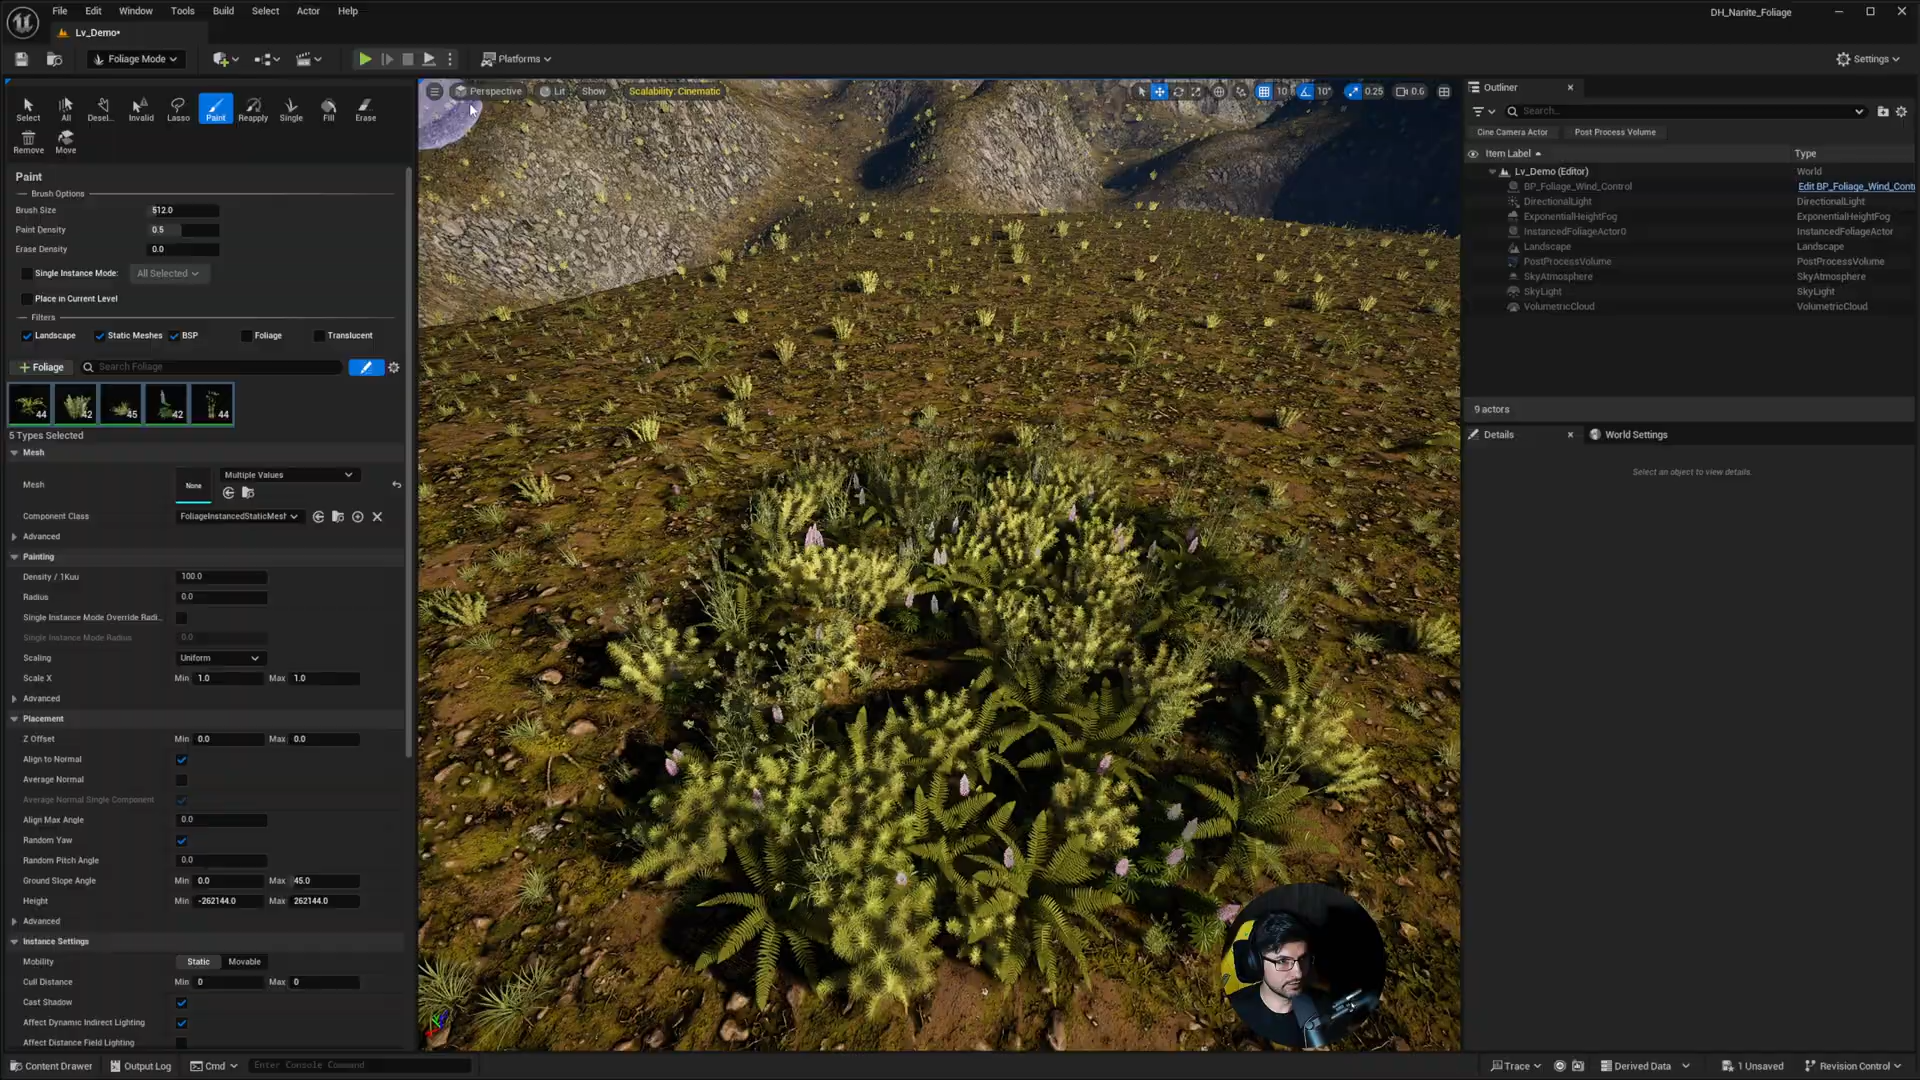 File Edit Window Tools Build Select Actor Help
DH_Nanite_Foliage
Lv_Demo•
Foliage Mode
Platforms
Settings
Select All Desel... Invalid Lasso Paint Reapply Single Fill Erase
Remove Move
Paint
Brush Options
Brush Size 512.0
Paint Density 0.5
Erase Density 0.0
Single Instance Mode: All Selected
Place in Current Level
Filters
Landscape Static Meshes BSP Foliage Translucent
+ Foliage Search Foliage
44 42 45 42 44
5 Types Selected
Mesh
Mesh None Multiple Values
Component Class FoliageInstancedStaticMesh
Advanced
Painting
Density / 1Kuu 100.0
Radius 0.0
Single Instance Mode Override Radi...
Single Instance Mode Radius 0.0
Scaling Uniform
Scale X Min 1.0 Max 1.0
Advanced
Placement
Z Offset Min 0.0 Max 0.0
Align to Normal
Average Normal
Average Normal Single Component
Align Max Angle 0.0
Random Yaw
Random Pitch Angle 0.0
Ground Slope Angle Min 0.0 Max 45.0
Height Min -262144.0 Max 262144.0
Advanced
Instance Settings
Mobility Static Movable
Cull Distance Min 0 Max 0
Cast Shadow
Affect Dynamic Indirect Lighting
Affect Distance Field Lighting
Perspective Lit Show Scalability: Cinematic
10 10° 0.25 0.6
Outliner
Search...
Cine Camera Actor Post Process Volume
Item Label Type
Lv_Demo (Editor) World
BP_Foliage_Wind_Control Edit BP_Foliage_Wind_Cont
DirectionalLight DirectionalLight
ExponentialHeightFog ExponentialHeightFog
InstancedFoliageActor0 InstancedFoliageActor
Landscape Landscape
PostProcessVolume PostProcessVolume
SkyAtmosphere SkyAtmosphere
SkyLight SkyLight
VolumetricCloud VolumetricCloud
9 actors
Details World Settings
Select an object to view details.
Content Drawer Output Log Cmd Enter Console Command
Trace Derived Data 1 Unsaved Revision Control